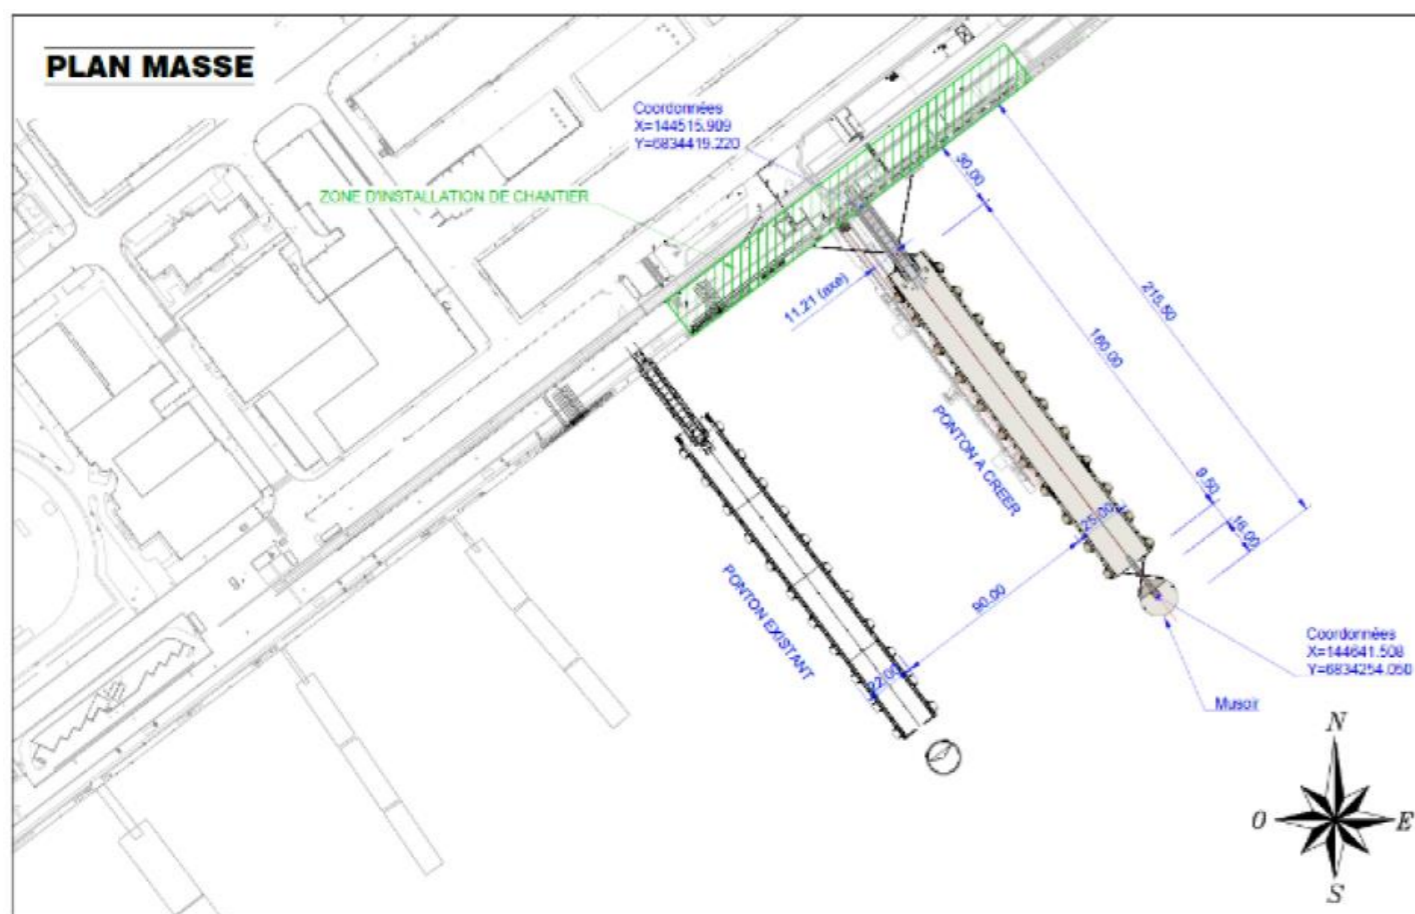 PLAN MASSE
Coordonnées
X=144515.909
Y=6834419.220
ZONE D'INSTALLATION DE CHANTIER
30.00
11.21 (axe)
215.50
160.00
PONTON A CREER
9.50
25.00
18.00
90.00
PONTON EXISTANT
22.00
Coordonnées
X=144641.508
Y=6834254.050
Musoir
N
O
E
S